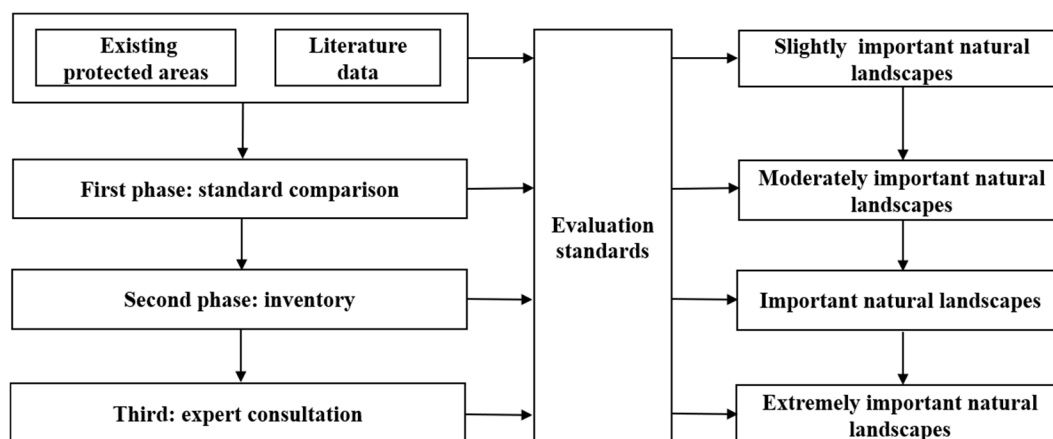 Existing
protected areas
Literature
data
Slightly important natural
landscapes
First phase: standard comparison
Moderately important natural
landscapes
Evaluation
standards
Second phase: inventory
Important natural landscapes
Third: expert consultation
Extremely important natural
landscapes